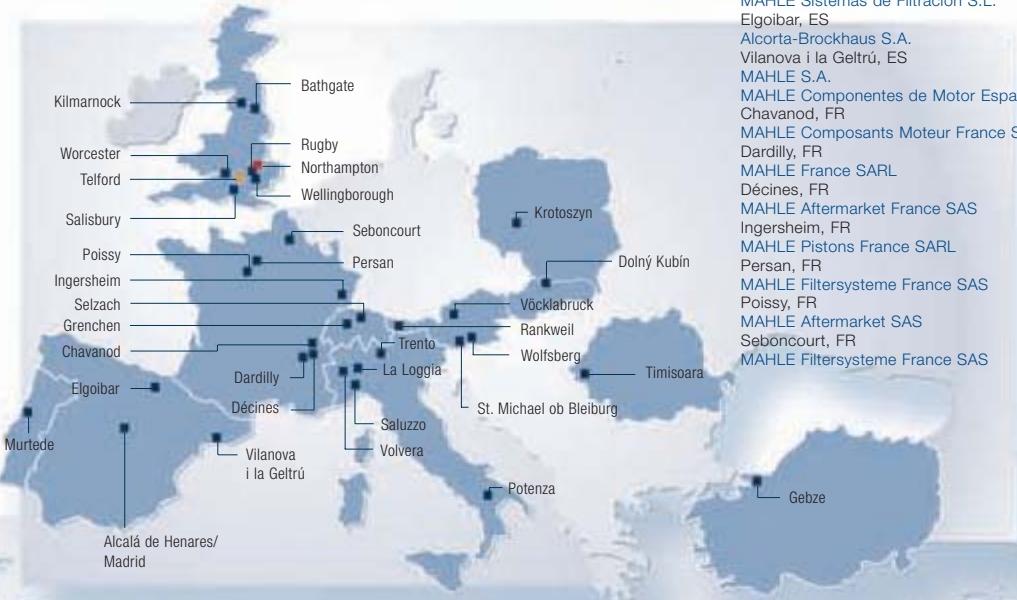 Kilmarnock
Bathgate
Worcester
Rugby
Northampton
Telford
Wellingborough
Salisbury
Seboncourt
Poissy
Persan
Ingersheim
Selzach
Grenchen
Chavanod
Krotoszyn
Dolný Kubín
Vöcklabruck
Rankweil
Trento
Wolfsberg
Dardilly
La Loggia
Timisoara
Elgoibar
Décines
St. Michael ob Bleiburg
Saluzzo
Murtede
Vilanova
i la Geltrú
Volvera
Potenza
Gebze
Alcalá de Henares/
Madrid
MAHLE Sistemas de Filtración S.L.
Elgoibar, ES
Alcorta-Brockhaus S.A.
Vilanova i la Geltrú, ES
MAHLE S.A.
MAHLE Componentes de Motor Espa
Chavanod, FR
MAHLE Composants Moteur France S
Dardilly, FR
MAHLE France SARL
Décines, FR
MAHLE Aftermarket France SAS
Ingersheim, FR
MAHLE Pistons France SARL
Persan, FR
MAHLE Filtersysteme France SAS
Poissy, FR
MAHLE Aftermarket SAS
Seboncourt, FR
MAHLE Filtersysteme France SAS